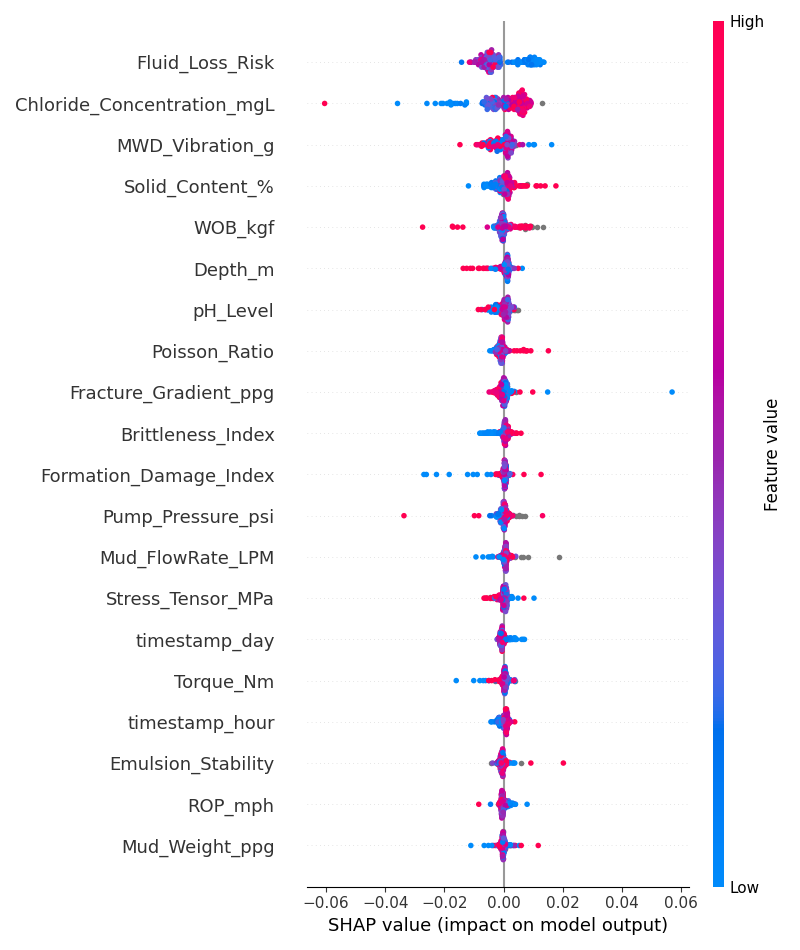 High
Fluid_Loss_Risk
Chloride_Concentration_mgL
MWD_Vibration_g
Solid_Content_%
WOB_kgf
Depth_m
pH_Level
Poisson_Ratio
Fracture_Gradient_ppg
Brittleness_Index
Formation_Damage_Index
Pump_Pressure_psi
Mud_FlowRate_LPM
Stress_Tensor_MPa
timestamp_day
Torque_Nm
timestamp_hour
Emulsion_Stability
ROP_mph
Mud_Weight_ppg
Feature value
Low
−0.06 −0.04 −0.02 0.00 0.02 0.04 0.06
SHAP value (impact on model output)